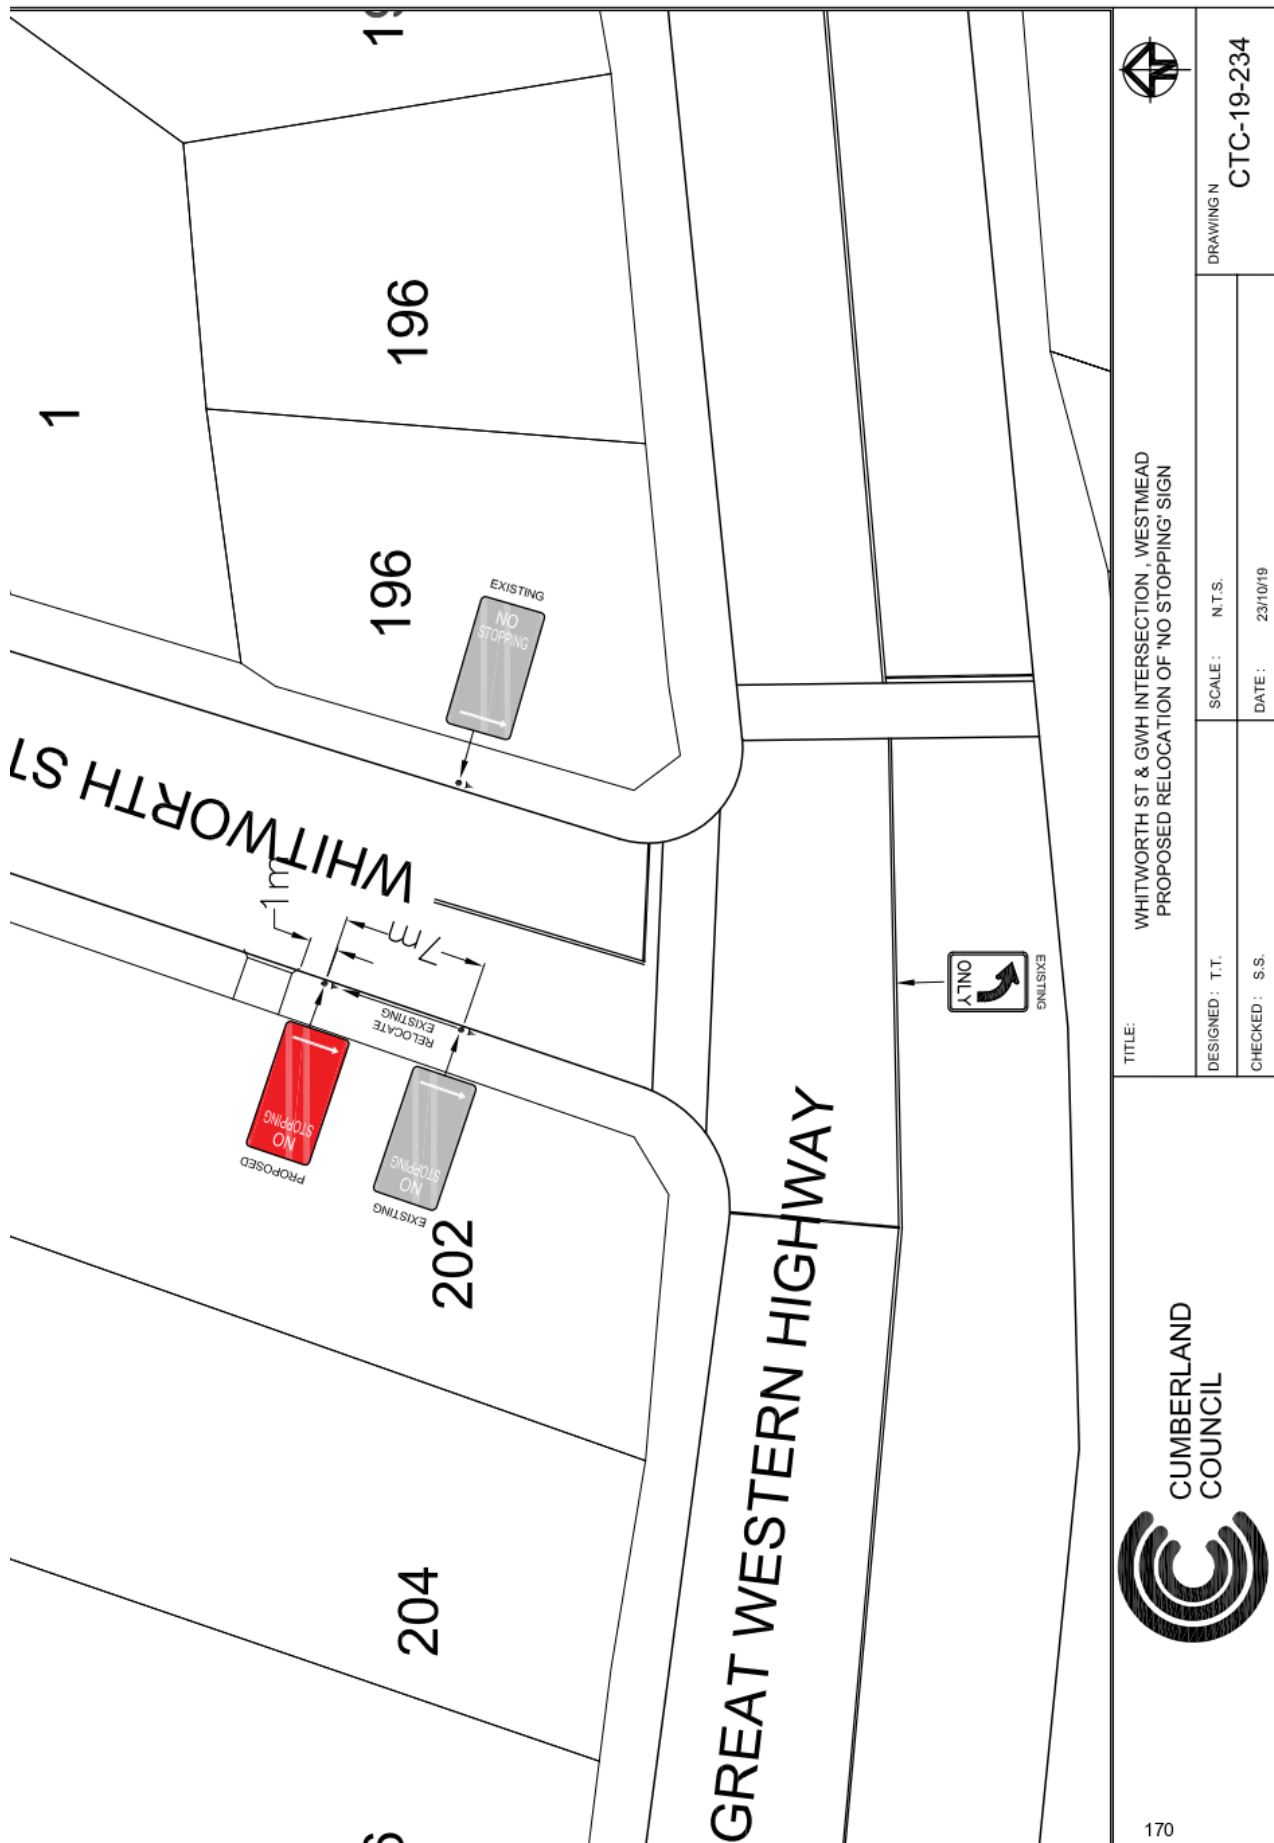 1
196
196
EXISTING
NO
STOPPING
WHITWORTH ST
1m
7m
RELOCATE
EXISTING
NO
STOPPING
PROPOSED
NO
STOPPING
EXISTING
202
204
GREAT WESTERN HIGHWAY
ONLY
EXISTING
CUMBERLAND
COUNCIL
TITLE:
WHITWORTH ST & GWH INTERSECTION, WESTMEAD
PROPOSED RELOCATION OF 'NO STOPPING' SIGN
DESIGNED : T.T.
SCALE : N.T.S.
CHECKED : S.S.
DATE : 23/10/19
DRAWING N
CTC-19-234
N
170